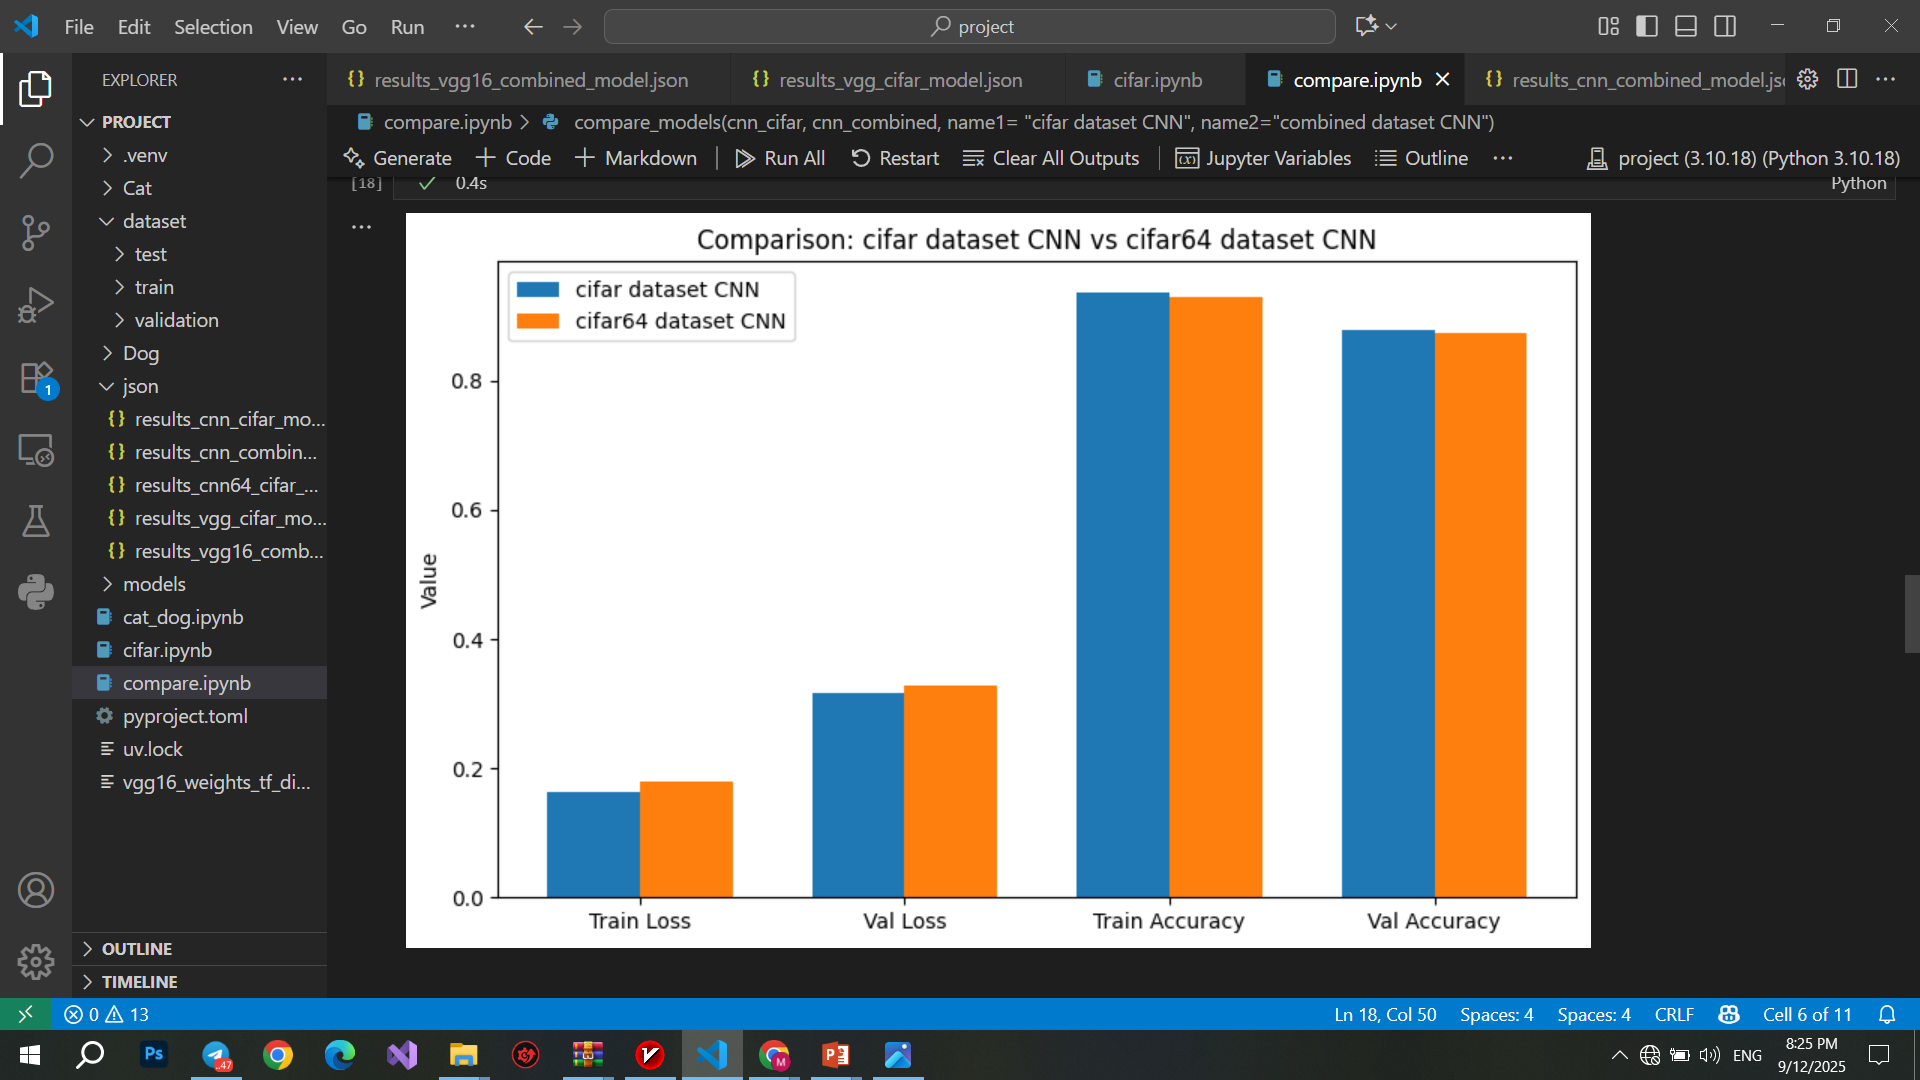 File Edit Selection View Go Run ···
project
EXPLORER ···
PROJECT
.venv
Cat
dataset
test
train
validation
Dog
json
results_cnn_cifar_mo...
results_cnn_combin...
results_cnn64_cifar_...
results_vgg_cifar_mo...
results_vgg16_comb...
models
cat_dog.ipynb
cifar.ipynb
compare.ipynb
pyproject.toml
uv.lock
vgg16_weights_tf_di...
OUTLINE
TIMELINE
1
results_vgg16_combined_model.json results_vgg_cifar_model.json cifar.ipynb compare.ipynb results_cnn_combined_model.js
compare.ipynb > compare_models(cnn_cifar, cnn_combined, name1= "cifar dataset CNN", name2="combined dataset CNN")
Generate + Code + Markdown | Run All Restart Clear All Outputs | Jupyter Variables Outline ··· project (3.10.18) (Python 3.10.18)
[18] 0.4s Python
Comparison: cifar dataset CNN vs cifar64 dataset CNN
cifar dataset CNN
cifar64 dataset CNN
0.8
0.6
0.4
0.2
0.0
Value
Train Loss Val Loss Train Accuracy Val Accuracy
0 13 Ln 18, Col 50 Spaces: 4 Spaces: 4 CRLF Cell 6 of 11
Ps .47 M P ENG 8:25 PM
9/12/2025